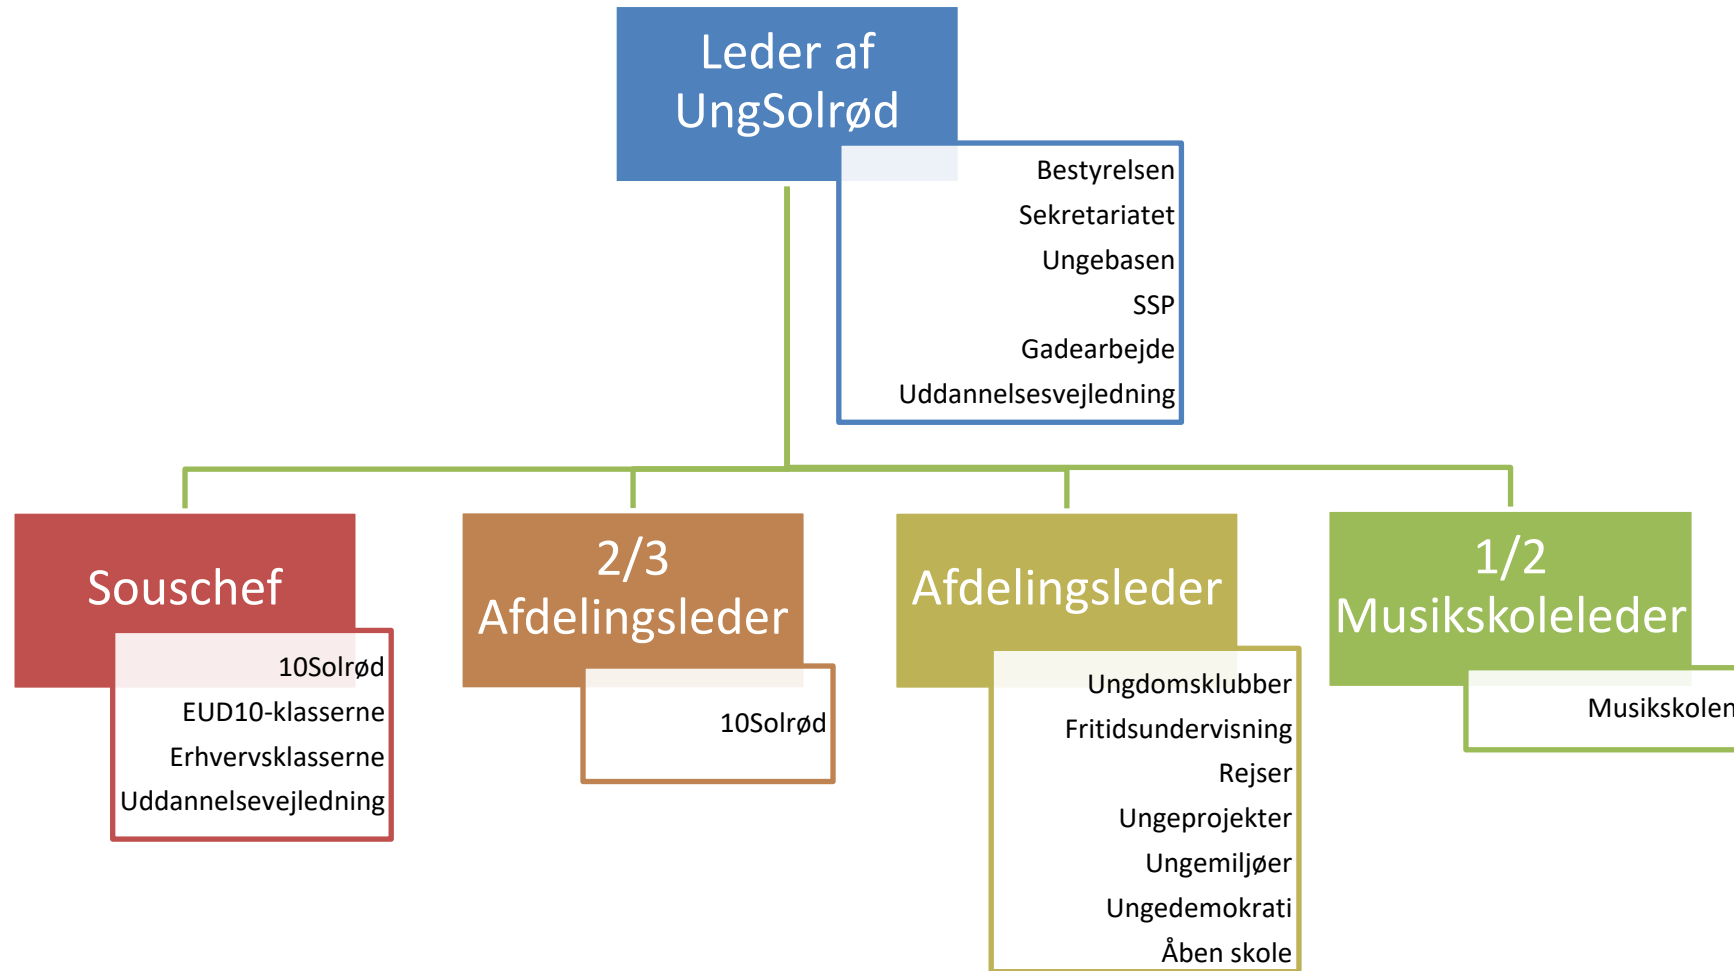 Leder af
UngSolrød
Bestyrelsen
Sekretariatet
Ungebasen
SSP
Gadearbejde
Uddannelsesvejledning
Souschef
10Solrød
EUD10-klasserne
Erhvervsklasserne
Uddannelsevejledning
2/3
Afdelingsleder
10Solrød
Afdelingsleder
Ungdomsklubber
Fritidsundervisning
Rejser
Ungeprojekter
Ungemiljøer
Ungedemokrati
Åben skole
1/2
Musikskoleleder
Musikskolen